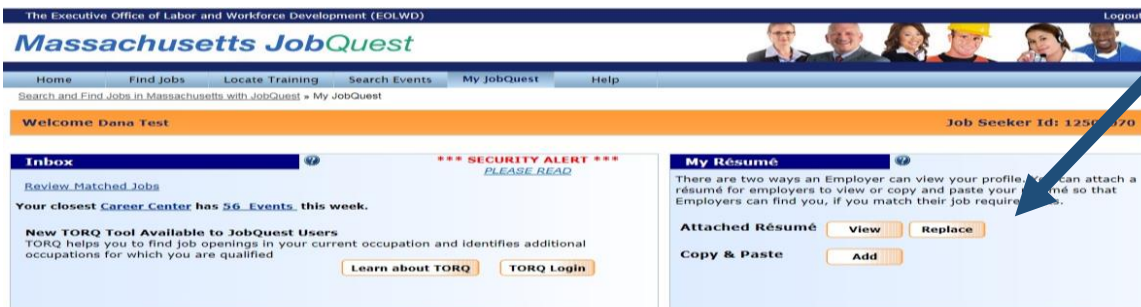 The Executive Office of Labor and Workforce Development (EOLWD)
Logout
Massachusetts JobQuest
Home Find Jobs Locate Training Search Events My JobQuest Help
Search and Find Jobs in Massachusetts with JobQuest » My JobQuest
Welcome Dana Test
Job Seeker Id:
Inbox
*** SECURITY ALERT ***
PLEASE READ
Review Matched Jobs
Your closest Career Center has 56 Events this week.
New TORQ Tool Available to JobQuest Users
TORQ helps you to find job openings in your current occupation and identifies additional
occupations for which you are qualified
Learn about TORQ TORQ Login
My Résumé
There are two ways an Employer can view your profile. can attach a
résumé for employers to view or copy and paste your so that
Employers can find you, if you match their job
Attached Résumé View Replace
Copy & Paste Add